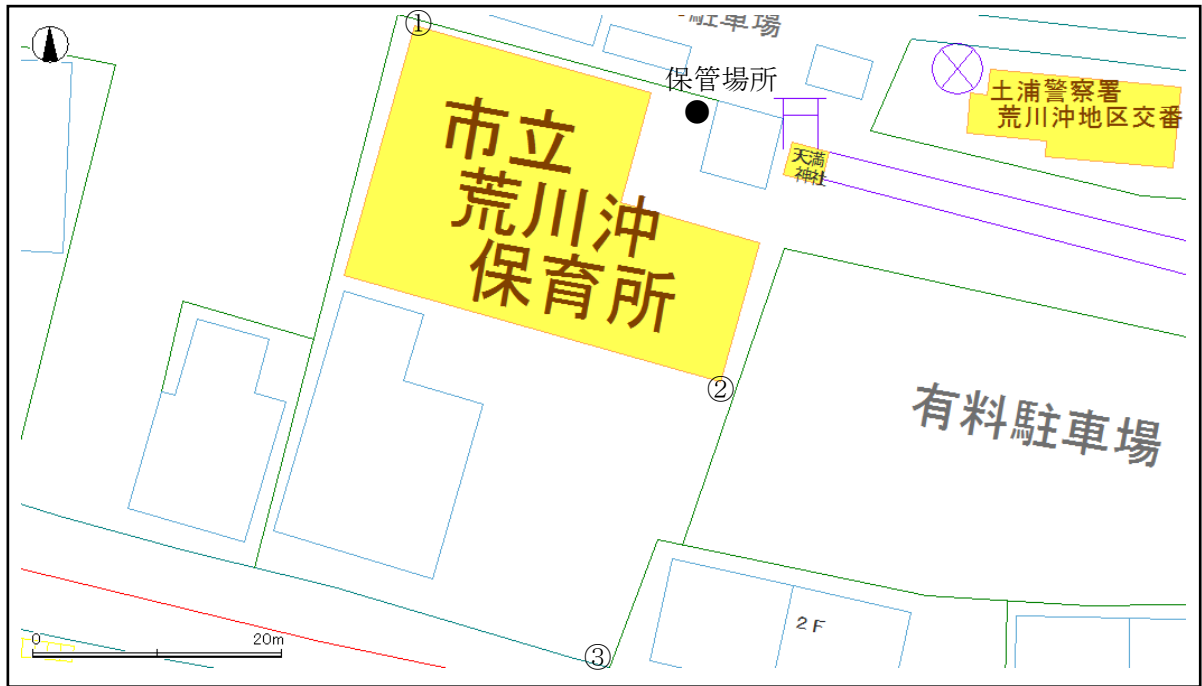 ①
駐車場
保管場所
土浦警察署
荒川沖地区交番
天満
神社
市立
荒川沖
保育所
②
有料駐車場
2F
0
20m
③